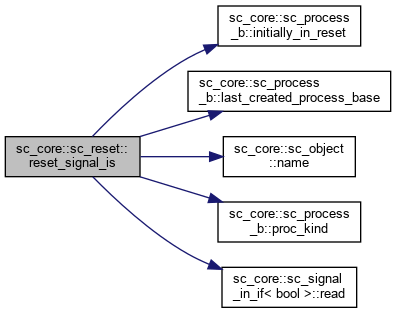 sc_core::sc_process
_b::initially_in_reset
sc_core::sc_process
_b::last_created_process_base
sc_core::sc_reset::
reset_signal_is
sc_core::sc_object
::name
sc_core::sc_process
_b::proc_kind
sc_core::sc_signal
_in_if< bool >::read